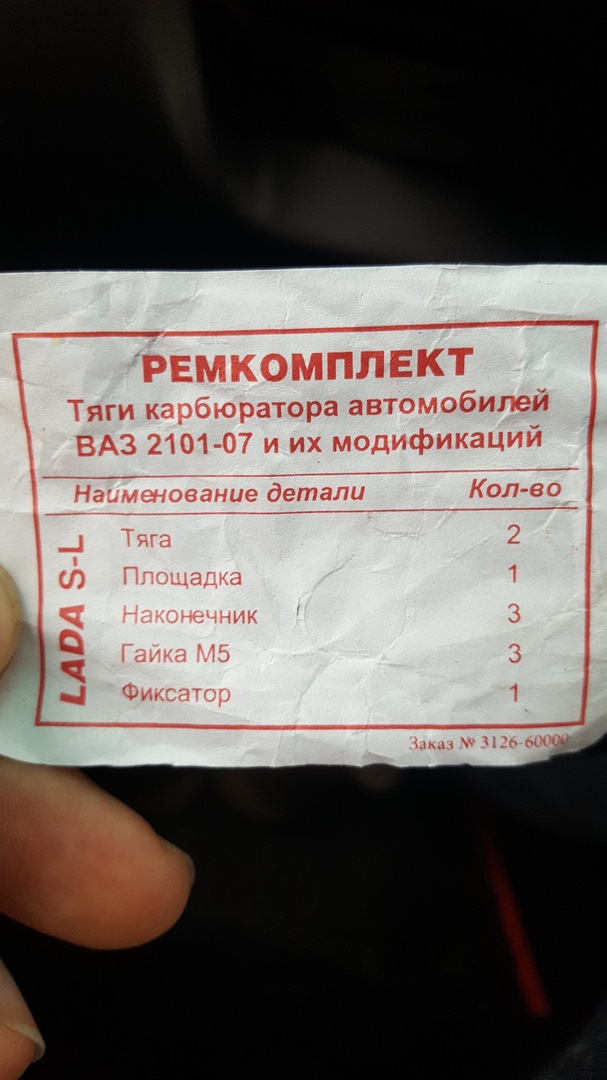 РЕМКОМПЛЕКТ
Тяги карбюратора автомобилей
ВАЗ 2101-07 и их модификаций
Наименование детали Кол-во
LADA S-L
Тяга 2
Площадка 1
Наконечник 3
Гайка М5 3
Фиксатор 1
Заказ № 3126-60000